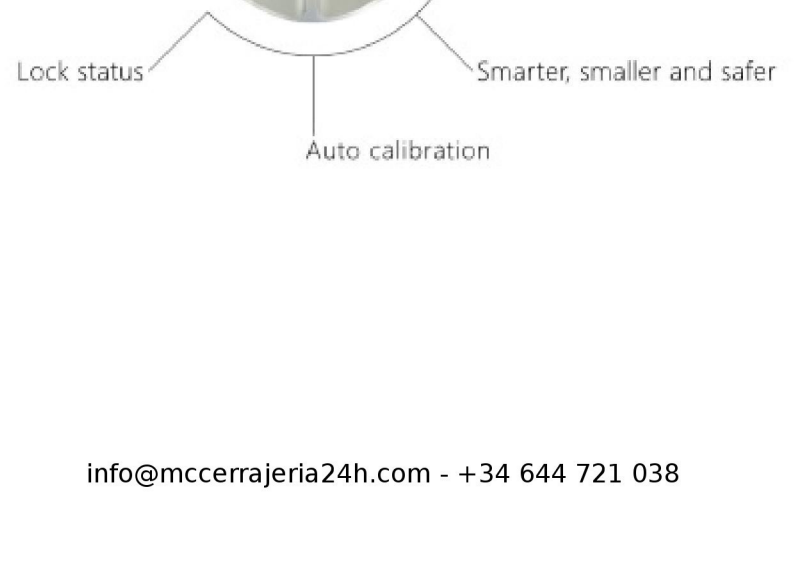 Lock status
Smarter, smaller and safer
Auto calibration
info@mccerrajeria24h.com - +34 644 721 038